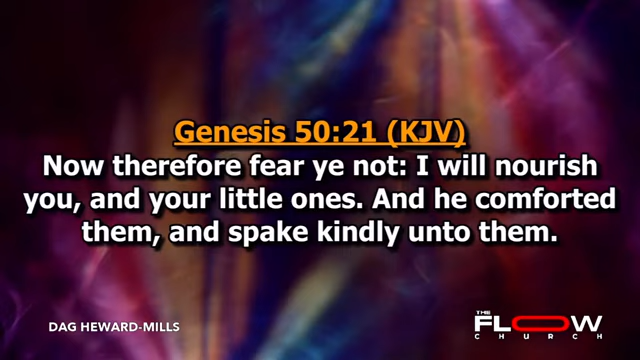 Genesis 50:21 (KJV)
Now therefore fear ye not: I will nourish
you, and your little ones. And he comforted
them, and spake kindly unto them.
DAG HEWARD-MILLS
THE
FLOW
CHURCH